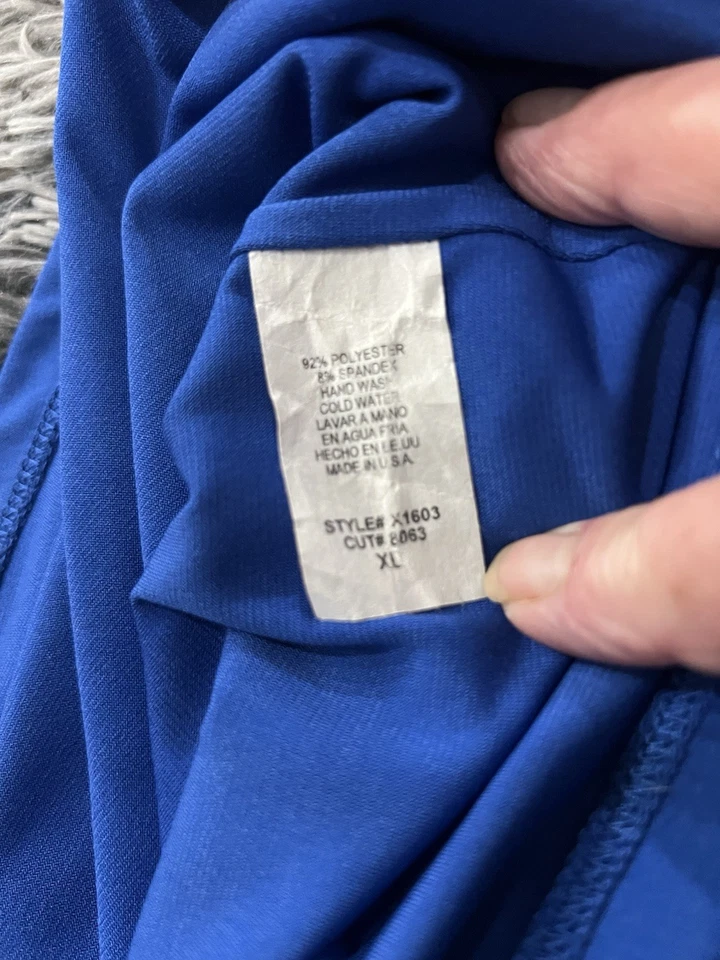 92% POLYESTER
8% SPANDEX
HAND WASH
COLD WATER
LAVAR A MANO
EN AGUA FRIA
HECHO EN EE.UU
MADE IN U.S.A.
STYLE# X1603
CUT# 8063
XL